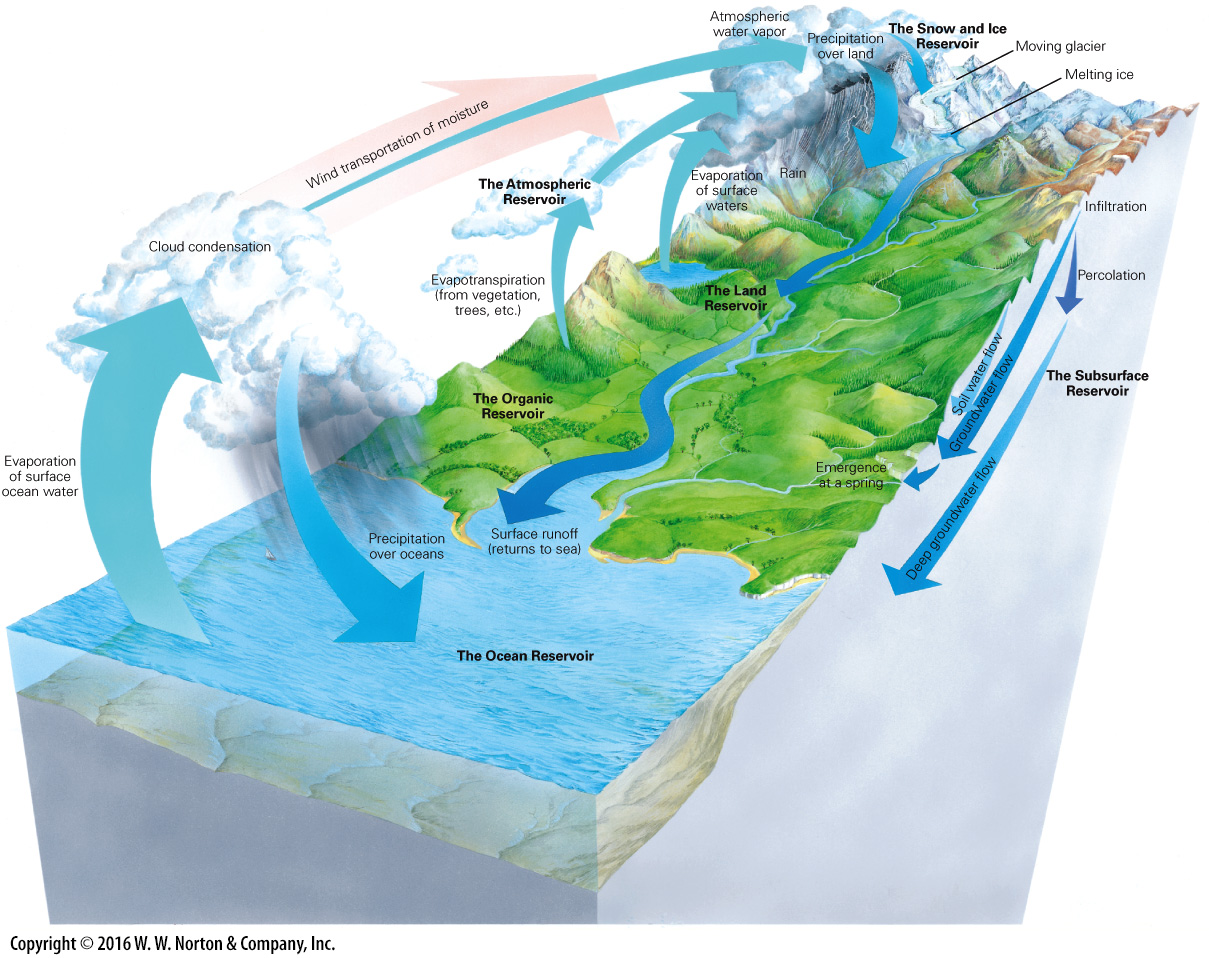 Atmospheric
water vapor
Precipitation
over land
The Snow and Ice
Reservoir
Moving glacier
Melting ice
Wind transportation of moisture
The Atmospheric
Reservoir
Evaporation
of surface
waters
Rain
Infiltration
Cloud condensation
Percolation
Evapotranspiration
(from vegetation,
trees, etc.)
The Land
Reservoir
Soil water flow
Groundwater flow
The Subsurface
Reservoir
The Organic
Reservoir
Evaporation
of surface
ocean water
Emergence
at a spring
Deep groundwater flow
Precipitation
over oceans
Surface runoff
(returns to sea)
The Ocean Reservoir
Copyright © 2016 W. W. Norton & Company, Inc.